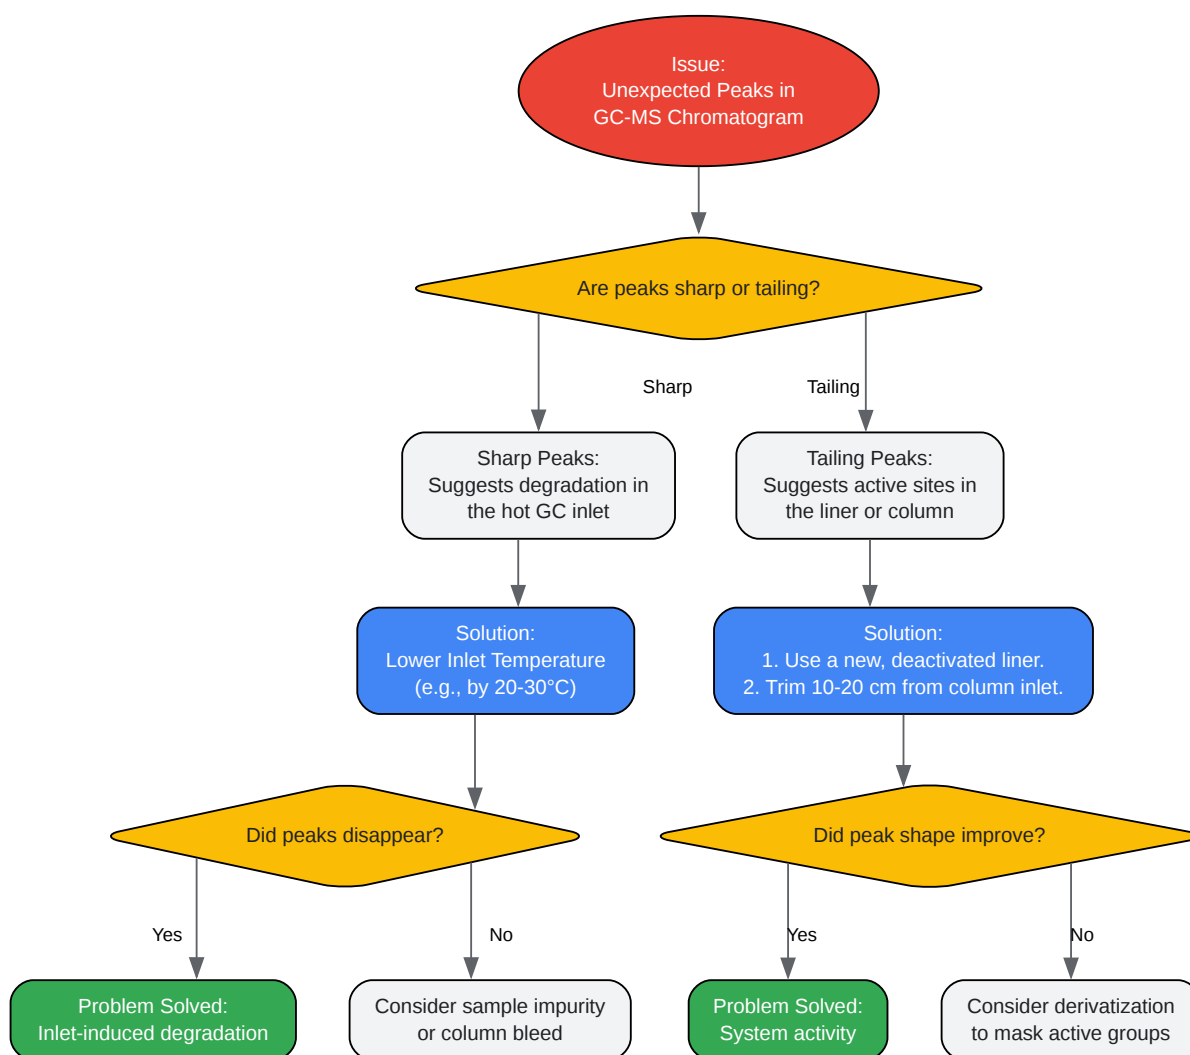 Issue:
Unexpected Peaks in
GC-MS Chromatogram
Are peaks sharp or tailing?
Sharp
Tailing
Sharp Peaks:
Suggests degradation in
the hot GC inlet
Tailing Peaks:
Suggests active sites in
the liner or column
Solution:
Lower Inlet Temperature
(e.g., by 20-30°C)
Solution:
1. Use a new, deactivated liner.
2. Trim 10-20 cm from column inlet.
Did peaks disappear?
Did peak shape improve?
Yes
No
Yes
No
Problem Solved:
Inlet-induced degradation
Consider sample impurity
or column bleed
Problem Solved:
System activity
Consider derivatization
to mask active groups